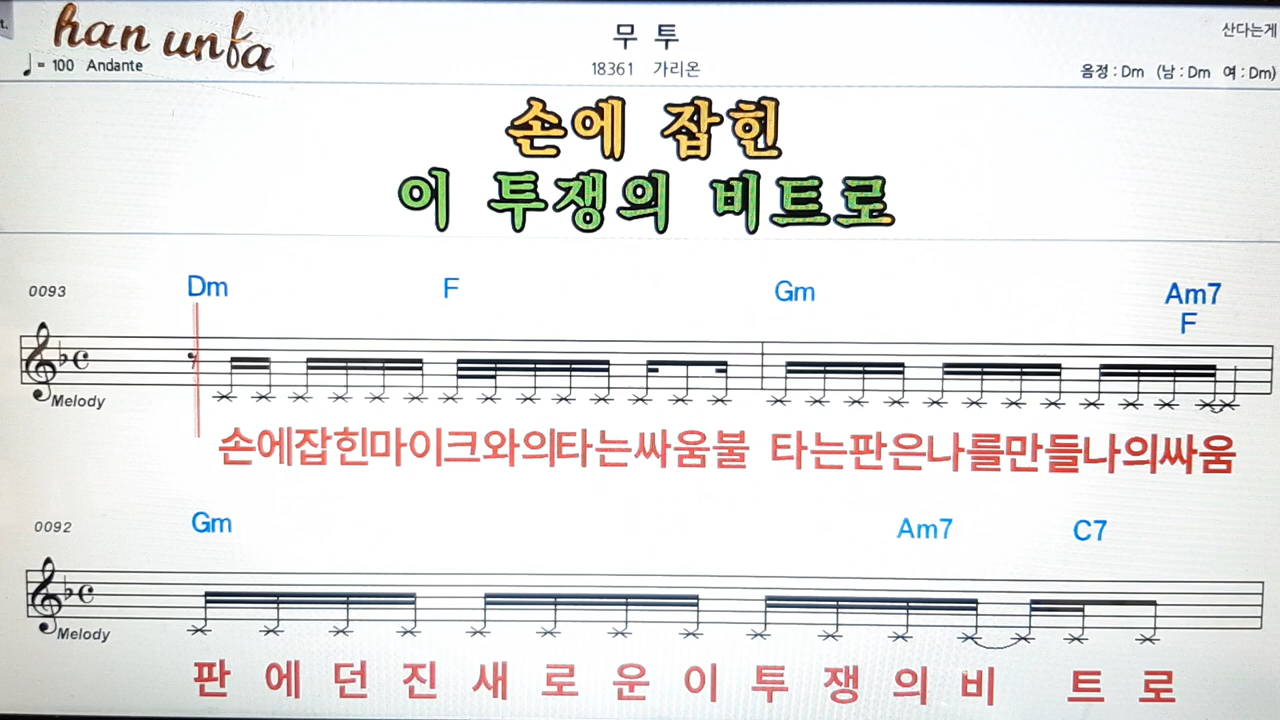 t.
han unfa
무 투
산다는게
♩= 100 Andante
18361 가리온
음정 : Dm (남 : Dm 여 : Dm)
손에 잡힌
이 투쟁의 비트로
0093
Dm F Gm Am7
F
Melody
손에잡힌마이크와의타는싸움불 타는판은나를만들나의싸움
0092
Gm Am7 C7
Melody
판 에 던 진 새 로 운 이 투 쟁 의 비 트 로